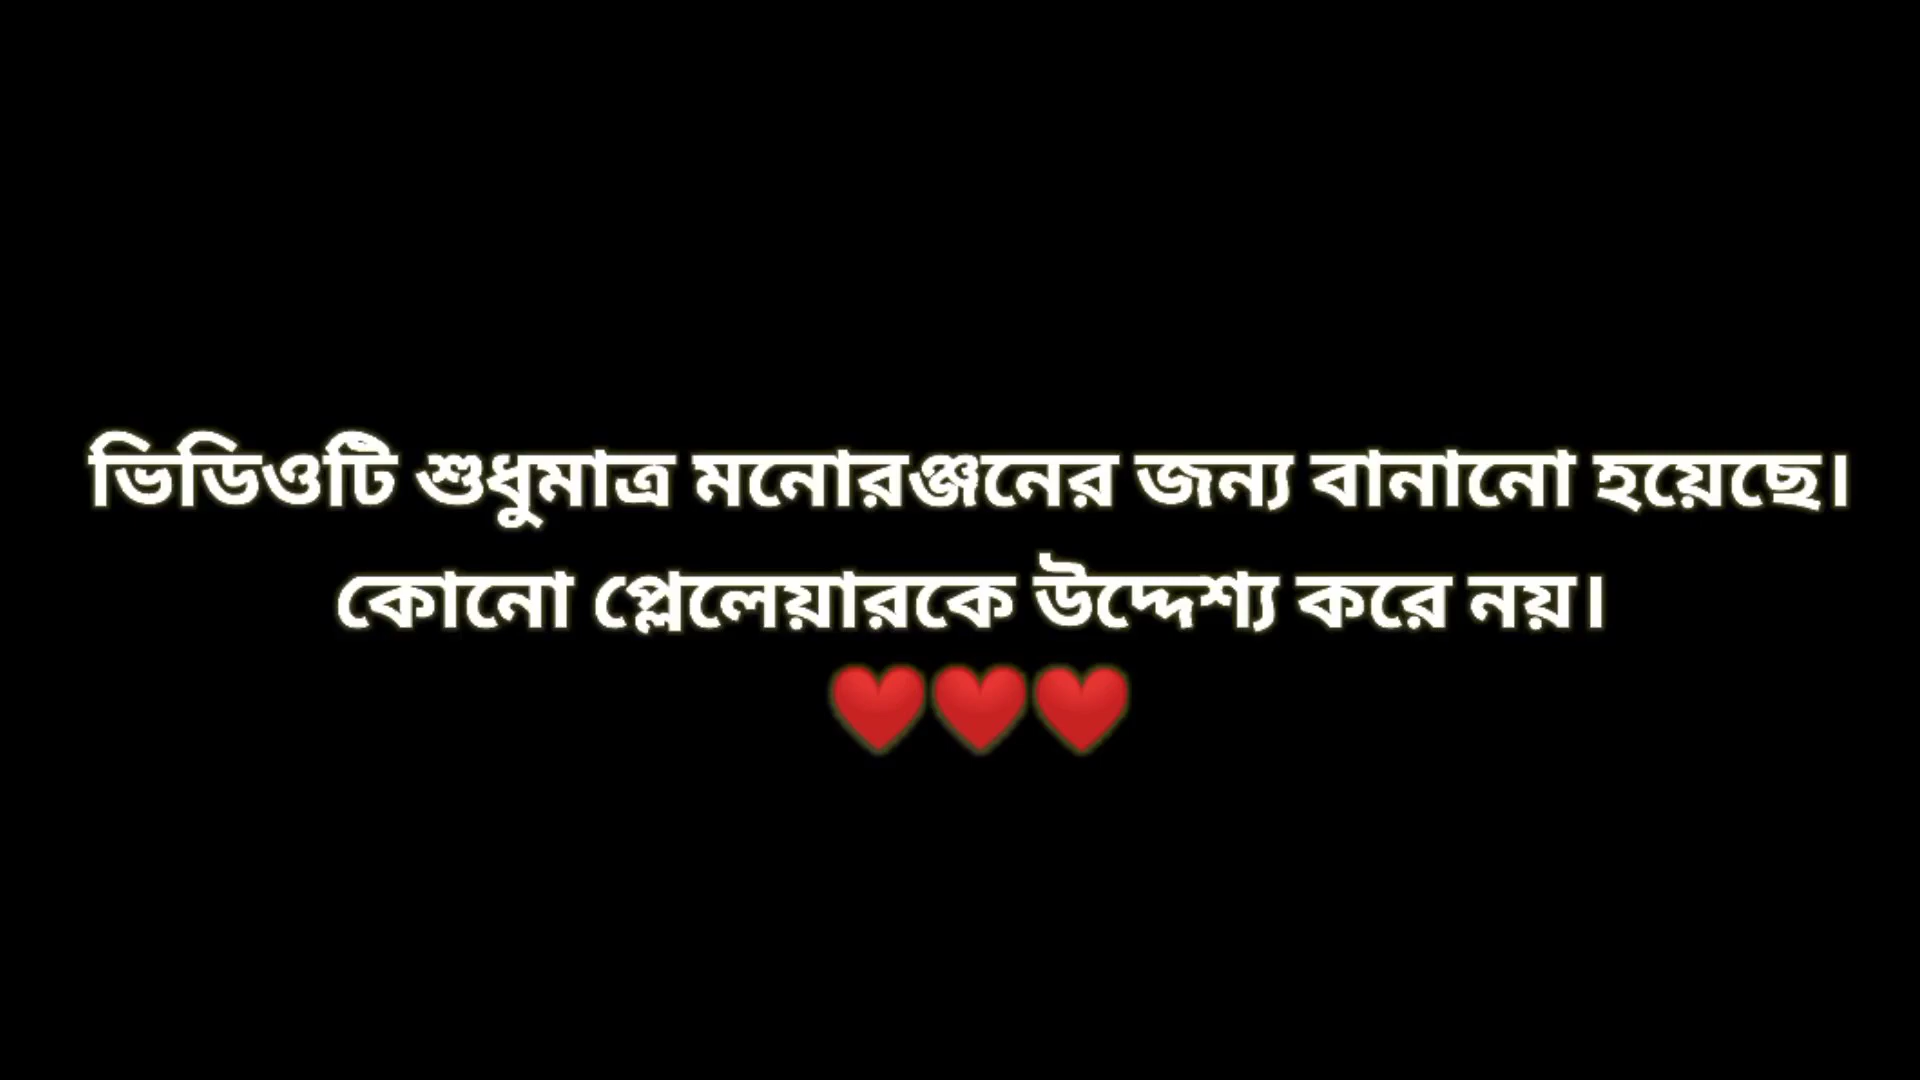 ভিডিওটি শুধুমাত্র মনোরঞ্জনের জন্য বানানো হয়েছে।
কোনো প্লেলেয়ারকে উদ্দেশ্য করে নয়।
❤️❤️❤️